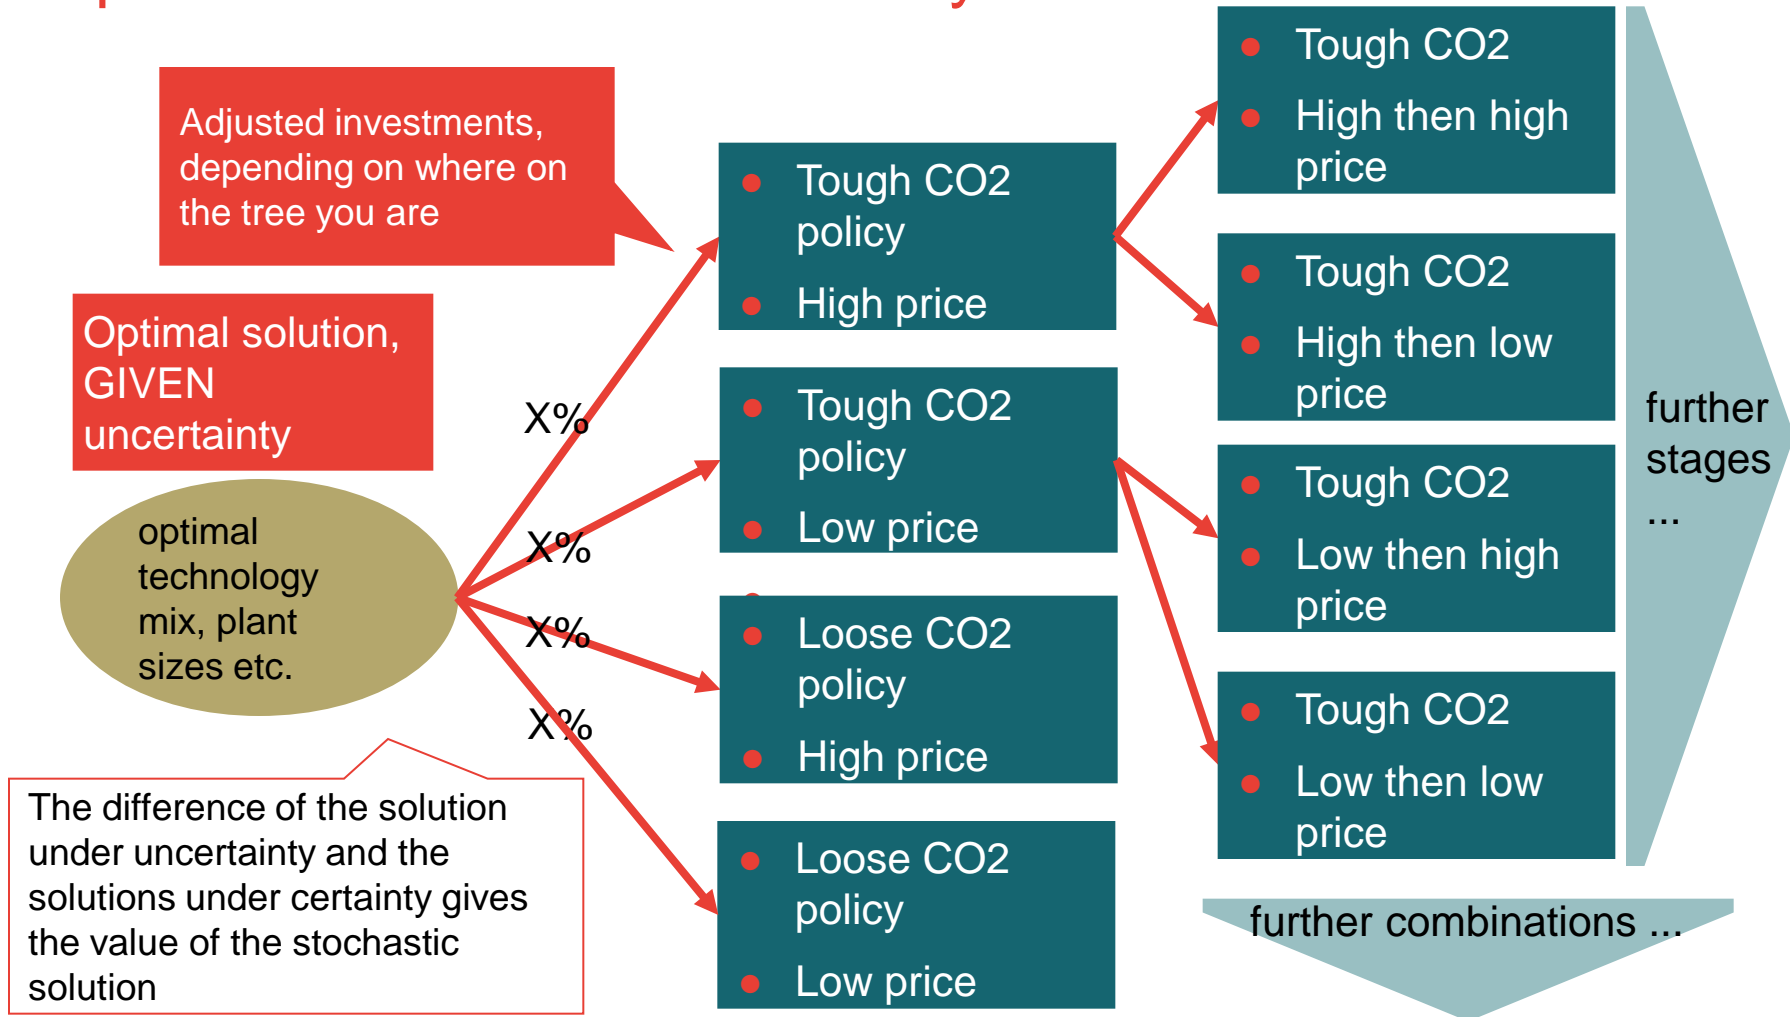 Adjusted investments,
depending on where on
the tree you are
Optimal solution,
GIVEN
uncertainty
optimal
technology
mix, plant
sizes etc.
The difference of the solution
under uncertainty and the
solutions under certainty gives
the value of the stochastic
solution
X%
X%
X%
X%
Tough CO2
policy
High price
Tough CO2
policy
Low price
Loose CO2
policy
High price
Loose CO2
policy
Low price
Tough CO2
High then high
price
Tough CO2
High then low
price
Tough CO2
Low then high
price
Tough CO2
Low then low
price
further
stages
...
further combinations ...